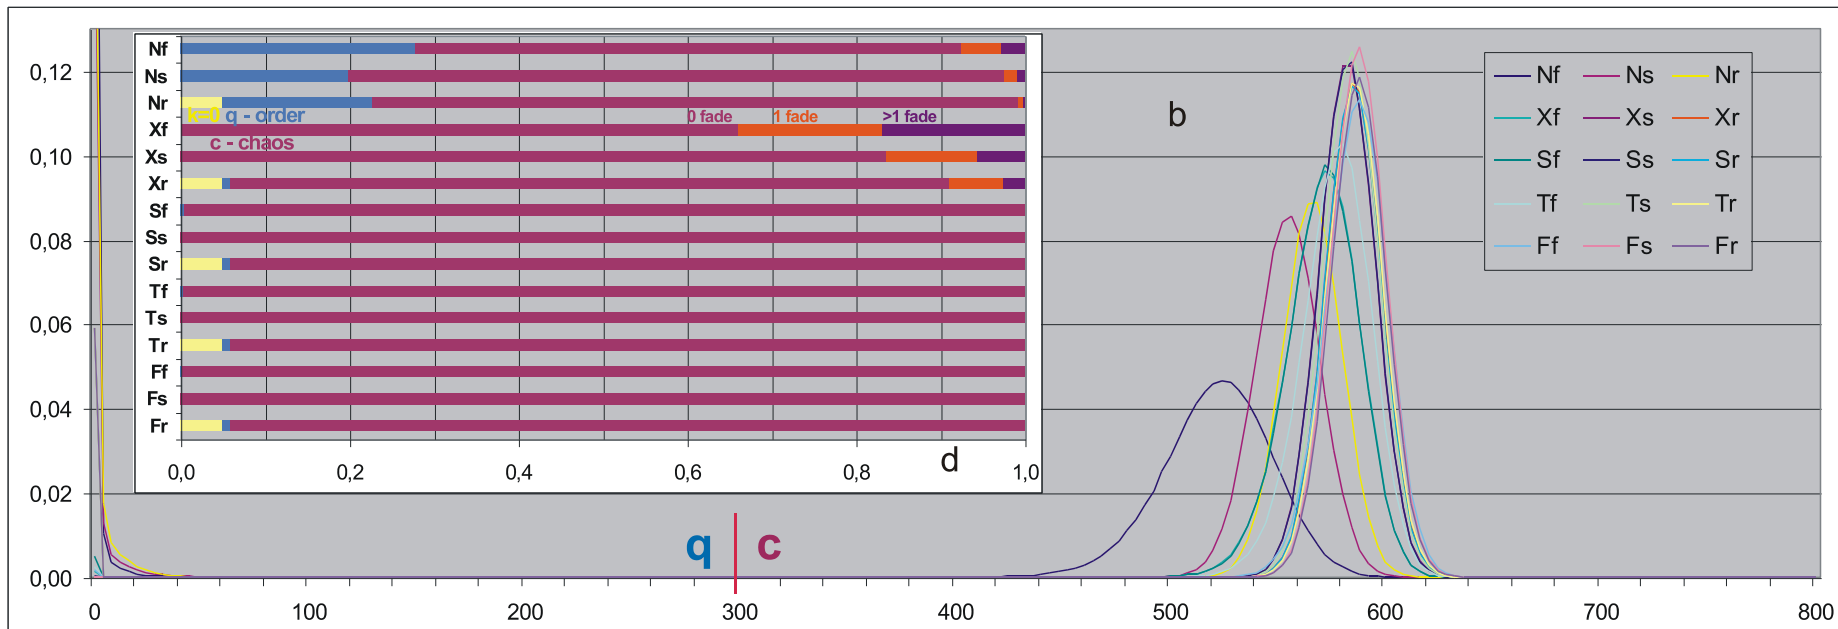 Nf
0,12
Ns
Nf Ns Nr
Nr
k=0 q - order
0 fade 1 fade >1 fade
b
Xf
Xf Xs Xr
c - chaos
0,10
Xs
Sf Ss Sr
Xr
Sf
Tf Ts Tr
0,08
Ss
Ff Fs Fr
Sr
Tf
0,06
Ts
Tr
Ff
0,04
Fs
Fr
d
0,0 0,2 0,4 0,6 0,8 1,0
0,02
q c
0,00
0 100 200 300 400 500 600 700 800